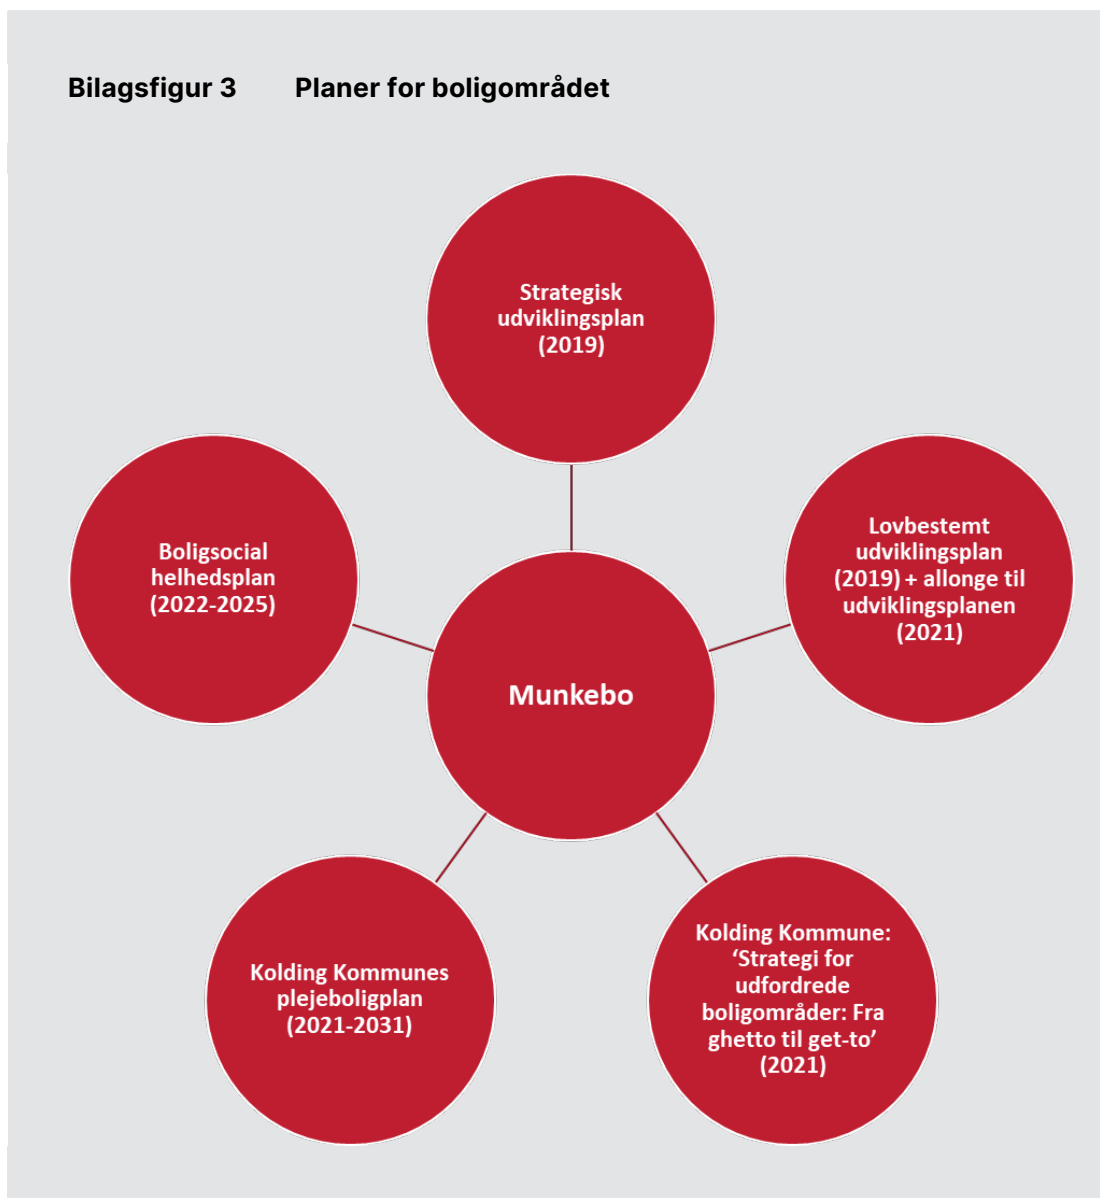 Bilagsfigur 3 Planer for boligområdet
Strategisk
udviklingsplan
(2019)
Lovbestemt
udviklingsplan
(2019) + allonge til
udviklingsplanen
(2021)
Boligsocial
helhedsplan
(2022-2025)
Munkebo
Kolding Kommune:
‘Strategi for
udfordrede
boligområder: Fra
ghetto til get-to’
(2021)
Kolding Kommunes
plejeboligplan
(2021-2031)